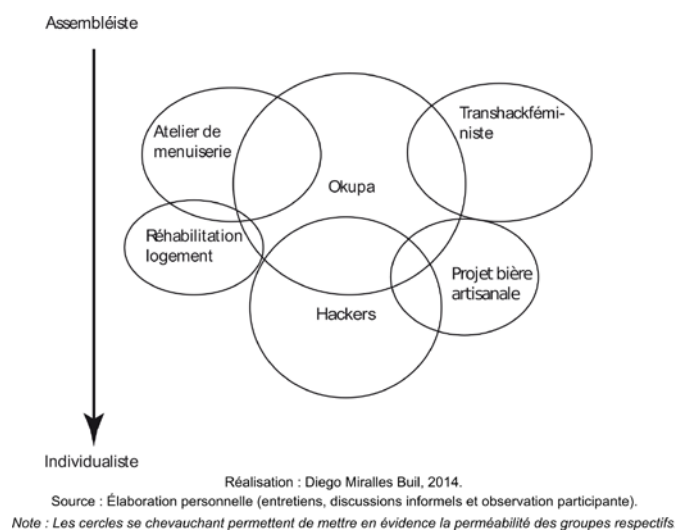 Assembléiste
Atelier de
menuiserie
Transhackfémi-
niste
Okupa
Réhabilitation
logement
Projet bière
artisanale
Hackers
Individualiste
Réalisation : Diego Miralles Buil, 2014.
Source : Élaboration personnelle (entretiens, discussions informels et observation participante).
Note : Les cercles se chevauchant permettent de mettre en évidence la perméabilité des groupes respectifs